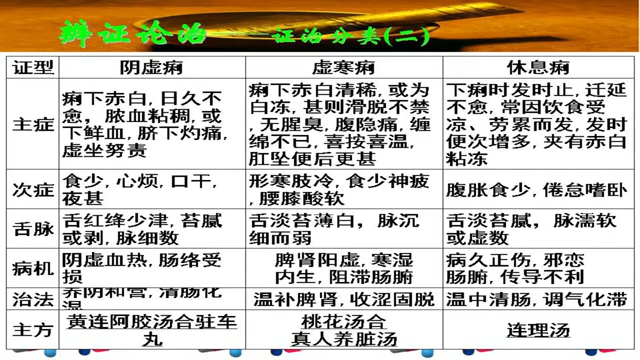 辨证论治 证治分类(二)
证型 阴虚痢 虚寒痢 休息痢
主症
痢下赤白, 日久不
愈, 脓血粘稠, 或
下鲜血, 脐下灼痛,
虚坐努责
痢下赤白清稀, 或为
白冻, 甚则滑脱不禁
, 无腥臭, 腹隐痛, 缠
绵不已, 喜按喜温,
肛坠便后更甚
下痢时发时止, 迁延
不愈, 常因饮食受
凉、劳累而发, 发时
便次增多, 夹有赤白
粘冻
次症
食少, 心烦, 口干,
夜甚
形寒肢冷, 食少神疲
, 腰膝酸软
腹胀食少, 倦怠嗜卧
舌脉
舌红绛少津, 苔腻
或剥, 脉细数
舌淡苔薄白, 脉沉
细而弱
舌淡苔腻, 脉濡软
或虚数
病机
阴虚血热, 肠络受
损
脾肾阳虚, 寒湿
内生, 阻滞肠腑
病久正伤, 邪恋
肠腑, 传导不利
治法
养阴和营, 清肠化
湿
温补脾肾, 收涩固脱
温中清肠, 调气化滞
主方
黄连阿胶汤合驻车
丸
桃花汤合
真人养脏汤
连理汤